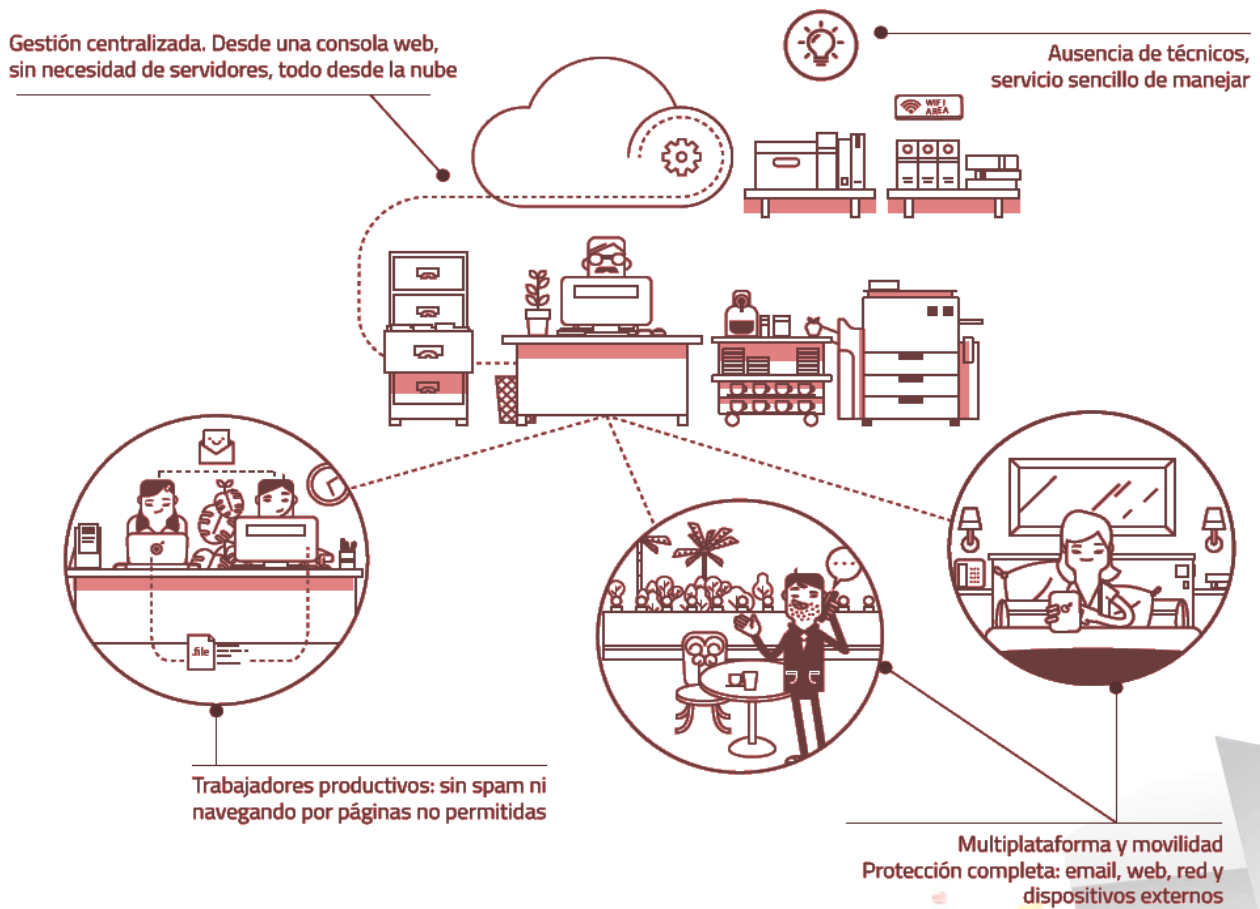 Gestión centralizada. Desde una consola web,
sin necesidad de servidores, todo desde la nube
Ausencia de técnicos,
servicio sencillo de manejar
WIFI
AREA
.file
Trabajadores productivos: sin spam ni
navegando por páginas no permitidas
Multiplataforma y movilidad
Protección completa: email, web, red y
dispositivos externos